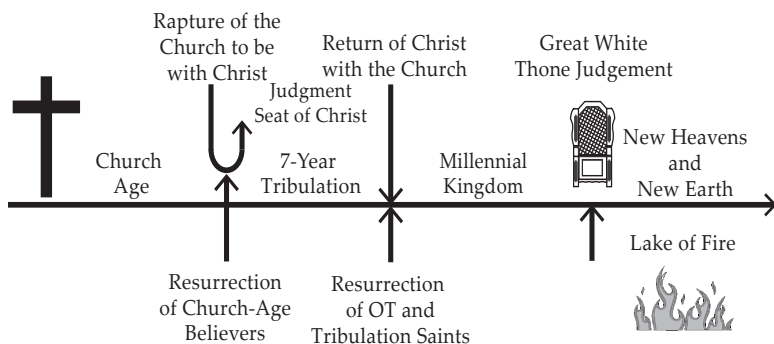 Rapture of the
Church to be
with Christ
Judgment
Seat of Christ
Return of Christ
with the Church
Great White
Thone Judgement
Church
Age
7-Year
Tribulation
Millennial
Kingdom
New Heavens
and
New Earth
Resurrection
of Church-Age
Believers
Resurrection
of OT and
Tribulation Saints
Lake of Fire